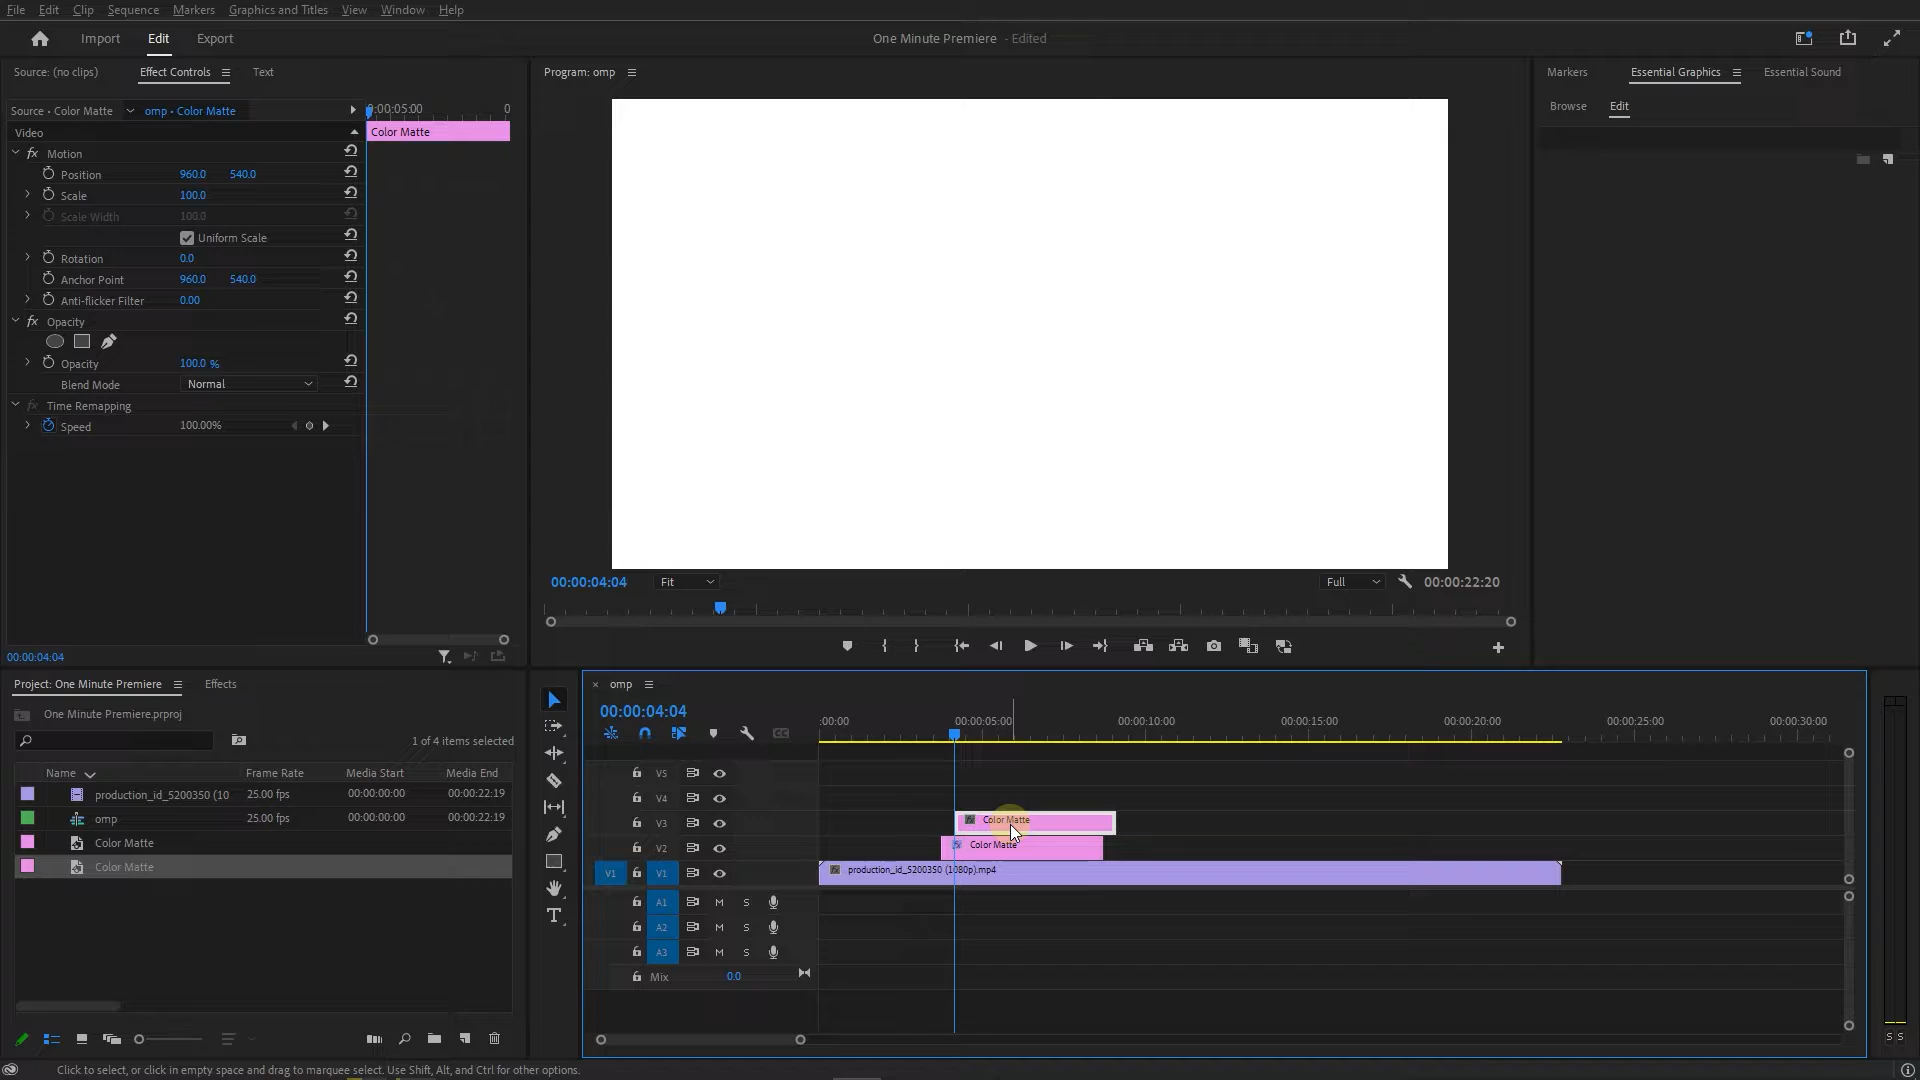 File Edit Clip Sequence Markers Graphics and Titles View Window Help
Import Edit Export One Minute Premiere - Edited
Source: (no clips) Effect Controls Text Program: omp Markers Essential Graphics Essential Sound
Browse Edit
Source • Color Matte omp • Color Matte 0:00:05:00 0
Video Color Matte
fx Motion
Position 960.0 540.0
Scale 100.0
Scale Width 100.0
Uniform Scale
Rotation 0.0
Anchor Point 960.0 540.0
Anti-flicker Filter 0.00
fx Opacity
Opacity 100.0 %
Blend Mode Normal
fx Time Remapping
Speed 100.00%
00:00:04:04 Fit Full 00:00:22:20
00:00:04:04
Project: One Minute Premiere Effects
One Minute Premiere.prproj
1 of 4 items selected
Name Frame Rate Media Start Media End
production_id_5200350 (10 25.00 fps 00:00:00:00 00:00:22:19
omp 25.00 fps 00:00:00:00 00:00:22:19
Color Matte
Color Matte
omp
00:00:04:04 :00:00 00:00:05:00 00:00:10:00 00:00:15:00 00:00:20:00 00:00:25:00 00:00:30:00
V5
V4
V3 fx Color Matte
V2 fx Color Matte
V1 V1 fx production_id_5200350 (1080p).mp4
A1 M S
A2 M S
A3 M S
Mix 0.0
S S
Click to select, or click in empty space and drag to marquee select. Use Shift, Alt, and Ctrl for other options.